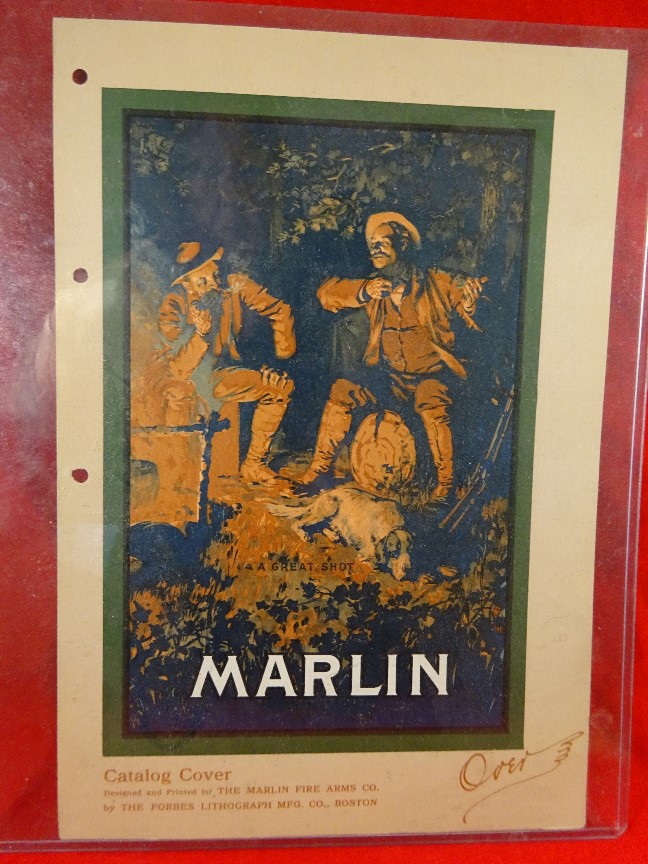 A GREAT SHOT
MARLIN
Catalog Cover
Designed and Printed for THE MARLIN FIRE ARMS CO.
by THE FORBES LITHOGRAPH MFG. CO., BOSTON
Over